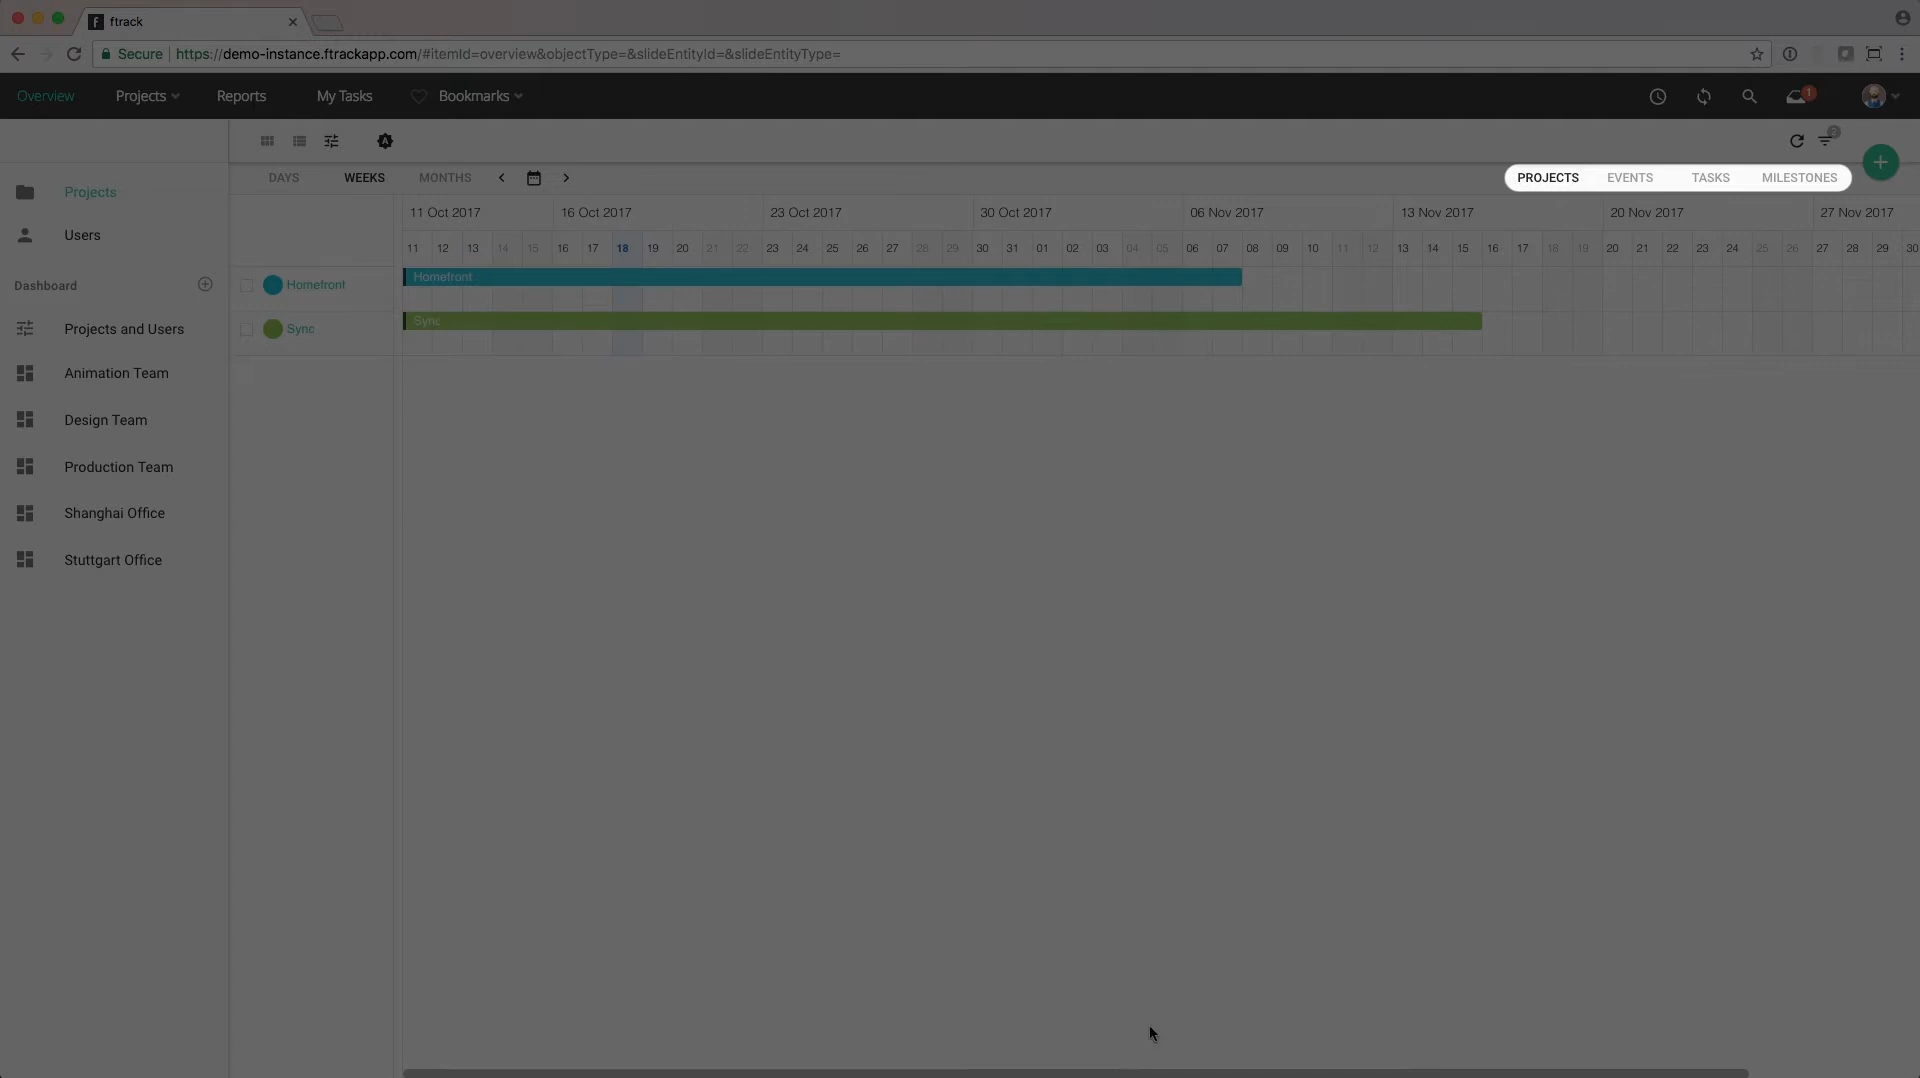 ftrack
Secure https://demo-instance.ftrackapp.com/#itemId=overview&objectType=&slideEntityId=&slideEntityType=
Overview Projects Reports My Tasks Bookmarks 1
A 2
DAYS WEEKS MONTHS PROJECTS EVENTS TASKS MILESTONES
11 Oct 2017 16 Oct 2017 23 Oct 2017 30 Oct 2017 06 Nov 2017 13 Nov 2017 20 Nov 2017 27 Nov 2017
11 12 13 14 15 16 17 18 19 20 21 22 23 24 25 26 27 28 29 30 31 01 02 03 04 05 06 07 08 09 10 11 12 13 14 15 16 17 18 19 20 21 22 23 24 25 26 27 28 29 30
Homefront Homefront
Sync Sync
Projects
Users
Dashboard
Projects and Users
Animation Team
Design Team
Production Team
Shanghai Office
Stuttgart Office